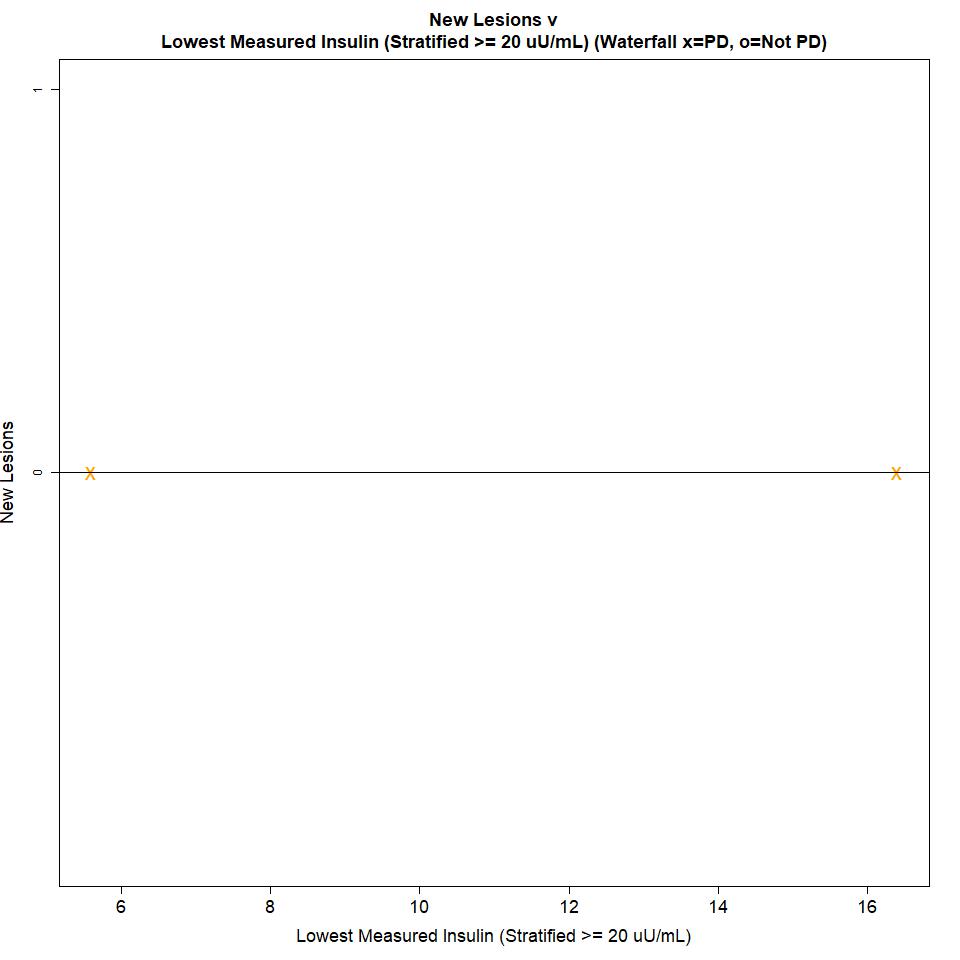 New Lesions v
Lowest Measured Insulin (Stratified >= 20 uU/mL) (Waterfall x=PD, o=Not PD)
1
New Lesions
0
x x
6 8 10 12 14 16
Lowest Measured Insulin (Stratified >= 20 uU/mL)